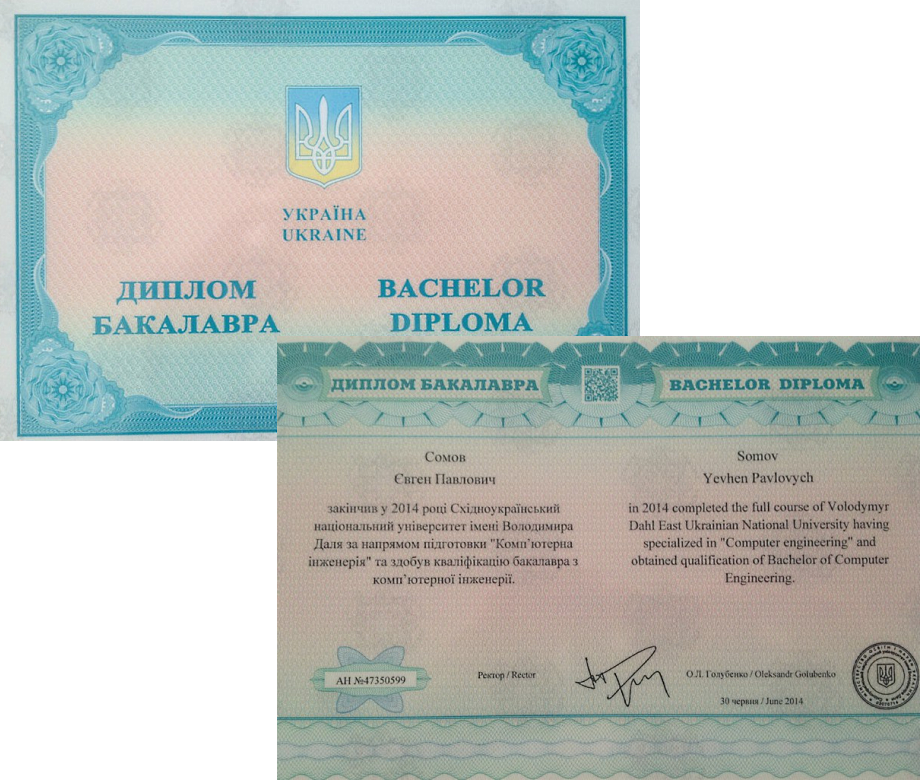 УКРАЇНА
UKRAINE
ДИПЛОМ
БАКАЛАВРА
BACHELOR
DIPLOMA
ДИПЛОМ БАКАЛАВРА
BACHELOR DIPLOMA
Сомов
Євген Павлович
закінчив у 2014 році Східноукраїнський
національний університет імені Володимира
Даля за напрямом підготовки "Комп’ютерна
інженерія" та здобув кваліфікацію бакалавра з
комп’ютерної інженерії.
Somov
Yevhen Pavlovych
in 2014 completed the full course of Volodymyr
Dahl East Ukrainian National University having
specialized in "Computer engineering" and
obtained qualification of Bachelor of Computer
Engineering.
АН №47350599
Ректор / Rector
О.Л. Голубенко / Oleksandr Golubenko
30 червня / June 2014